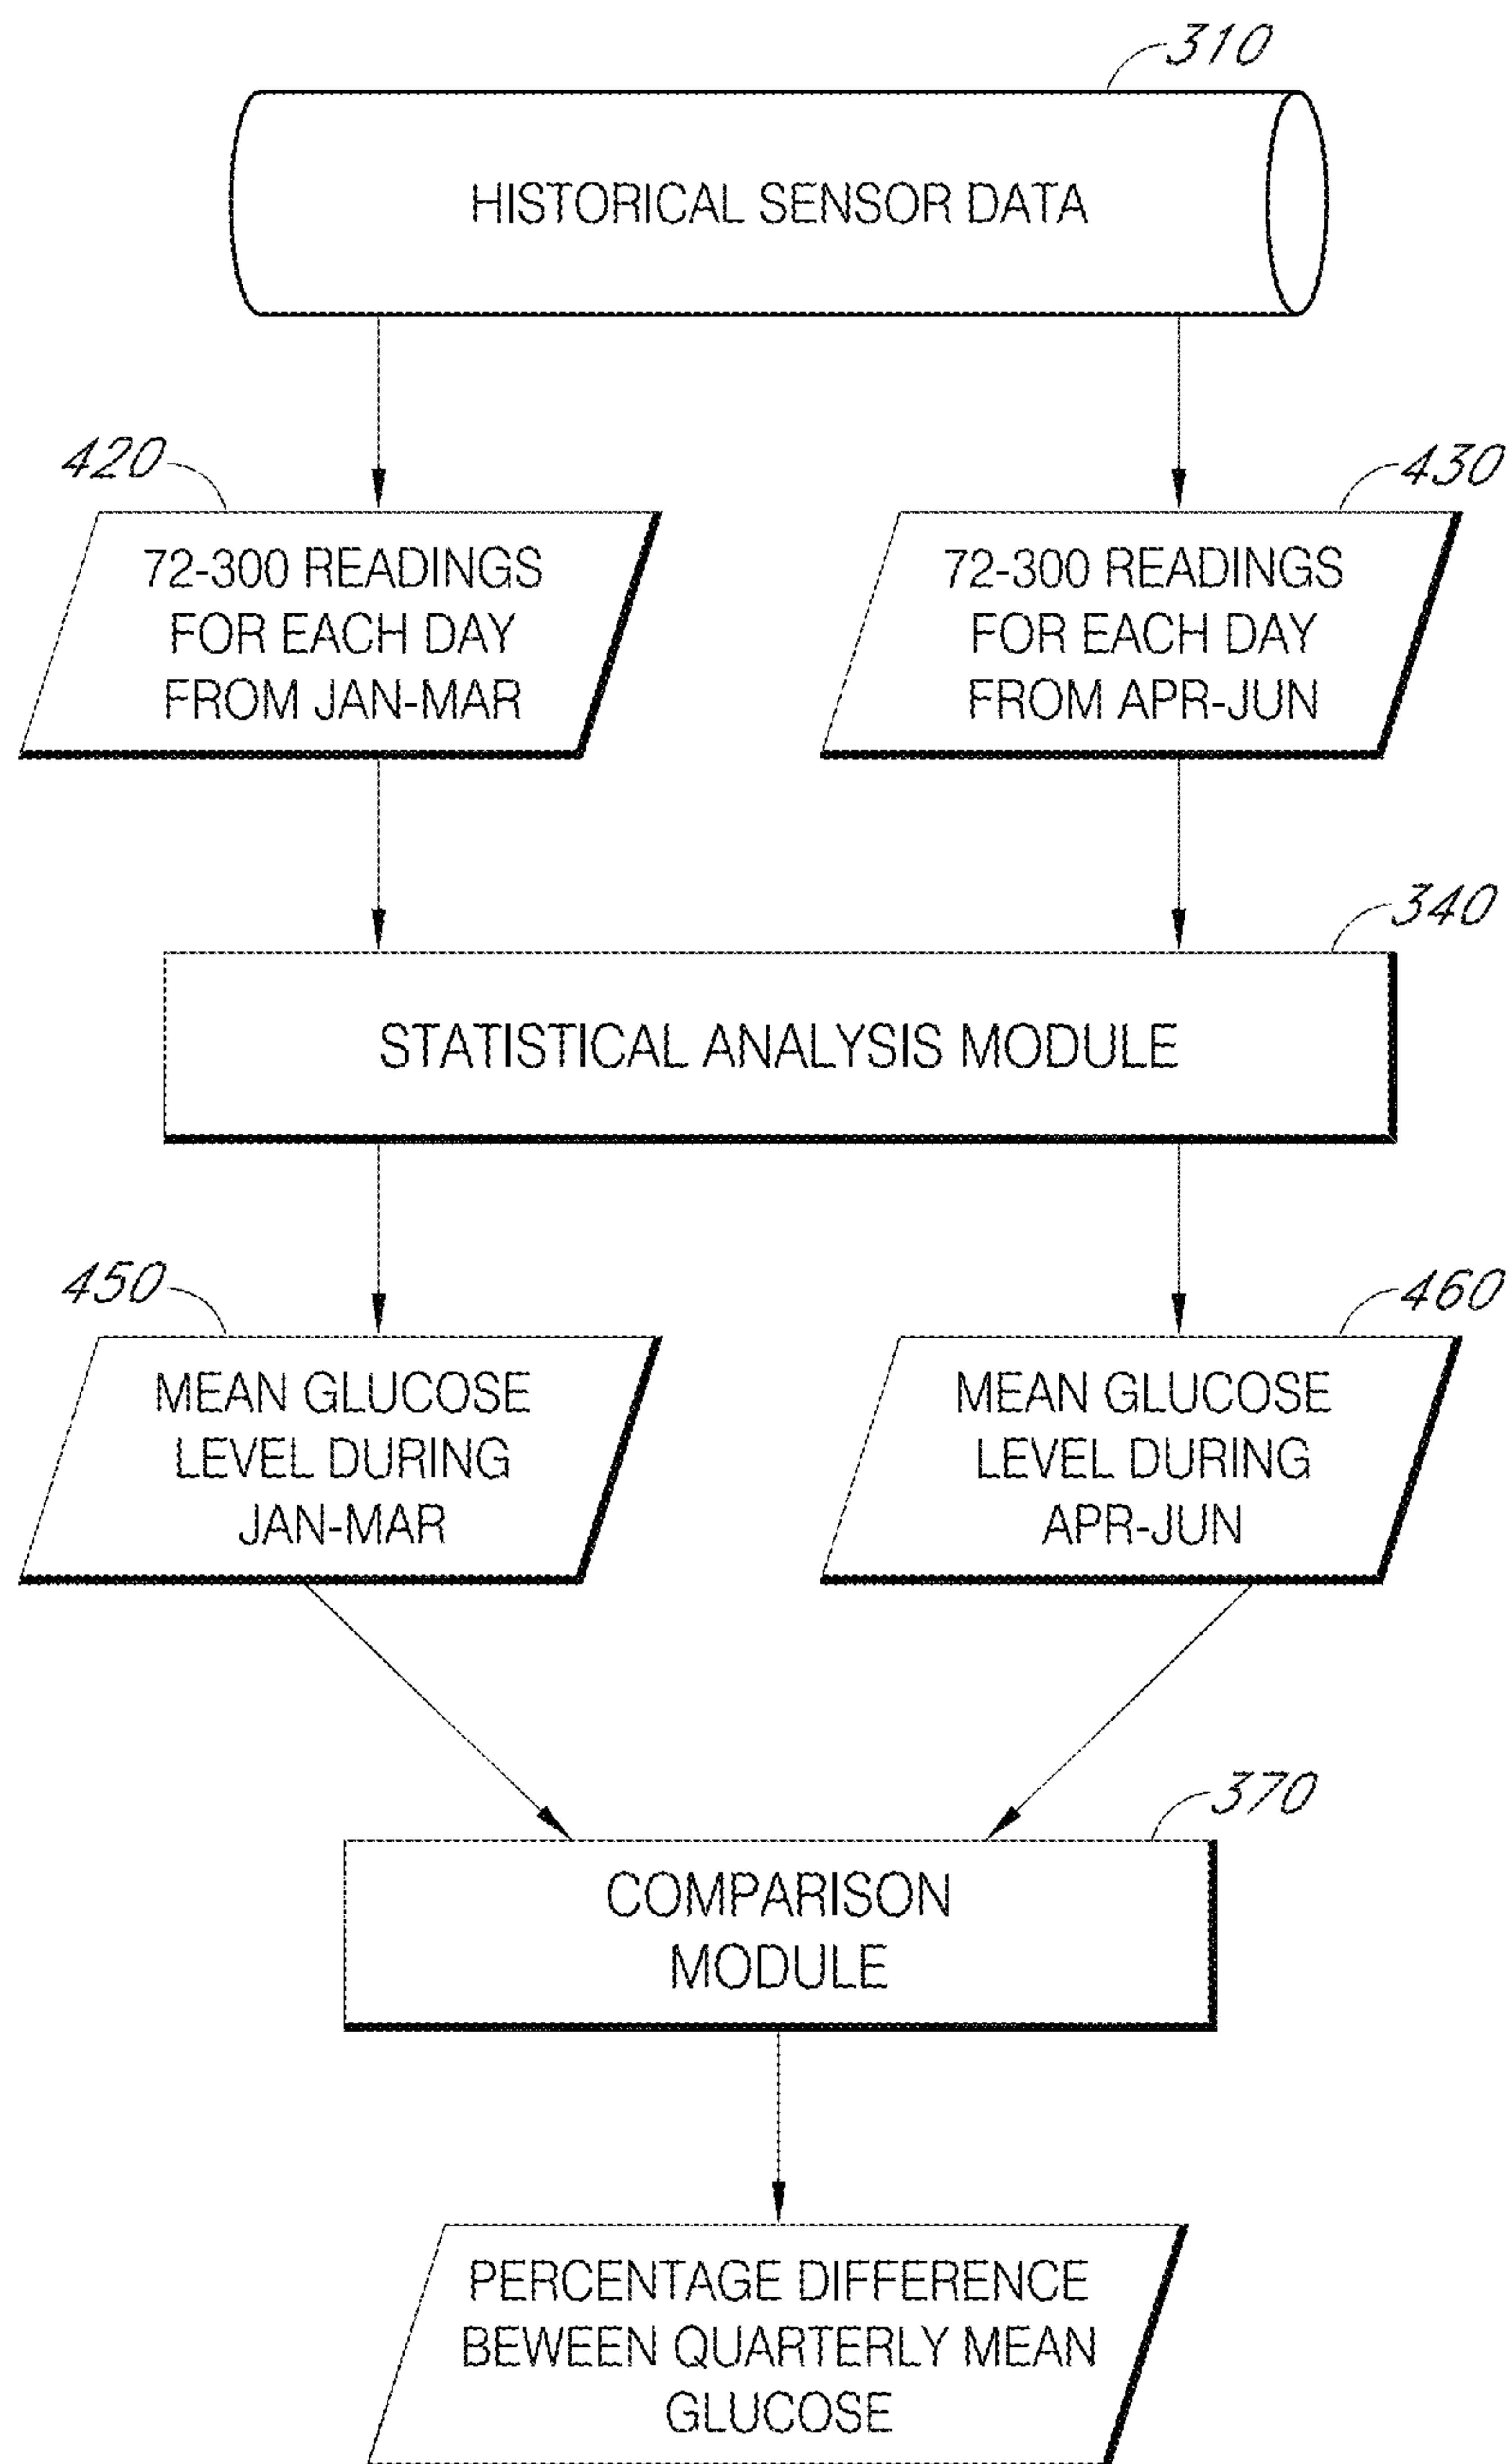 310
HISTORICAL SENSOR DATA
420
430
72-300 READINGS
FOR EACH DAY
FROM JAN-MAR
72-300 READINGS
FOR EACH DAY
FROM APR-JUN
340
STATISTICAL ANALYSIS MODULE
450
460
MEAN GLUCOSE
LEVEL DURING
JAN-MAR
MEAN GLUCOSE
LEVEL DURING
APR-JUN
370
COMPARISON
MODULE
PERCENTAGE DIFFERENCE
BEWEEN QUARTERLY MEAN
GLUCOSE